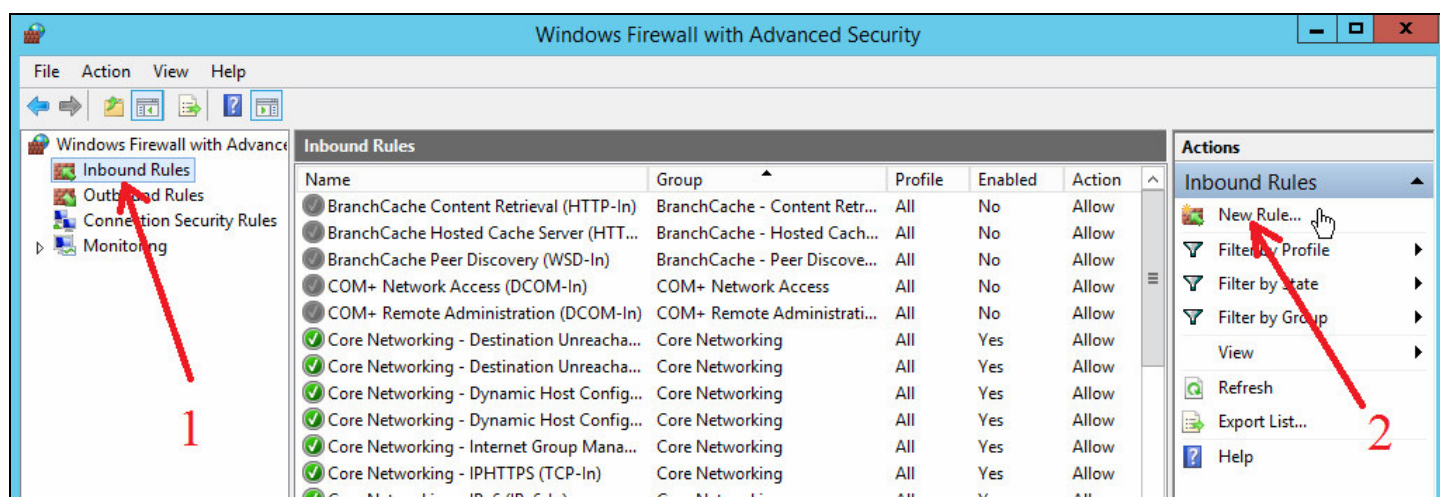 Windows Firewall with Advanced Security
File Action View Help
Windows Firewall with Advance
Inbound Rules
Outbound Rules
Connection Security Rules
Monitoring
Inbound Rules
Name Group Profile Enabled Action
BranchCache Content Retrieval (HTTP-In) BranchCache - Content Retr... All No Allow
BranchCache Hosted Cache Server (HTT... BranchCache - Hosted Cach... All No Allow
BranchCache Peer Discovery (WSD-In) BranchCache - Peer Discove... All No Allow
COM+ Network Access (DCOM-In) COM+ Network Access All No Allow
COM+ Remote Administration (DCOM-In) COM+ Remote Administrati... All No Allow
Core Networking - Destination Unreacha... Core Networking All Yes Allow
Core Networking - Destination Unreacha... Core Networking All Yes Allow
Core Networking - Dynamic Host Config... Core Networking All Yes Allow
Core Networking - Dynamic Host Config... Core Networking All Yes Allow
Core Networking - Internet Group Mana... Core Networking All Yes Allow
Core Networking - IPHTTPS (TCP-In) Core Networking All Yes Allow
Actions
Inbound Rules
New Rule...
Filter by Profile
Filter by State
Filter by Group
View
Refresh
Export List...
Help
1
2